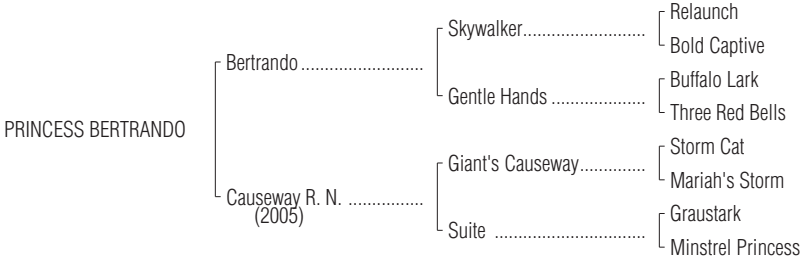 Relaunch
Skywalker..........................
Bold Captive
Bertrando ..........................
Buffalo Lark
Gentle Hands ....................
Three Red Bells
PRINCESS BERTRANDO
Storm Cat
Giant's Causeway..............
Mariah's Storm
Causeway R. N. ................
(2005)
Graustark
Suite ................................
Minstrel Princess